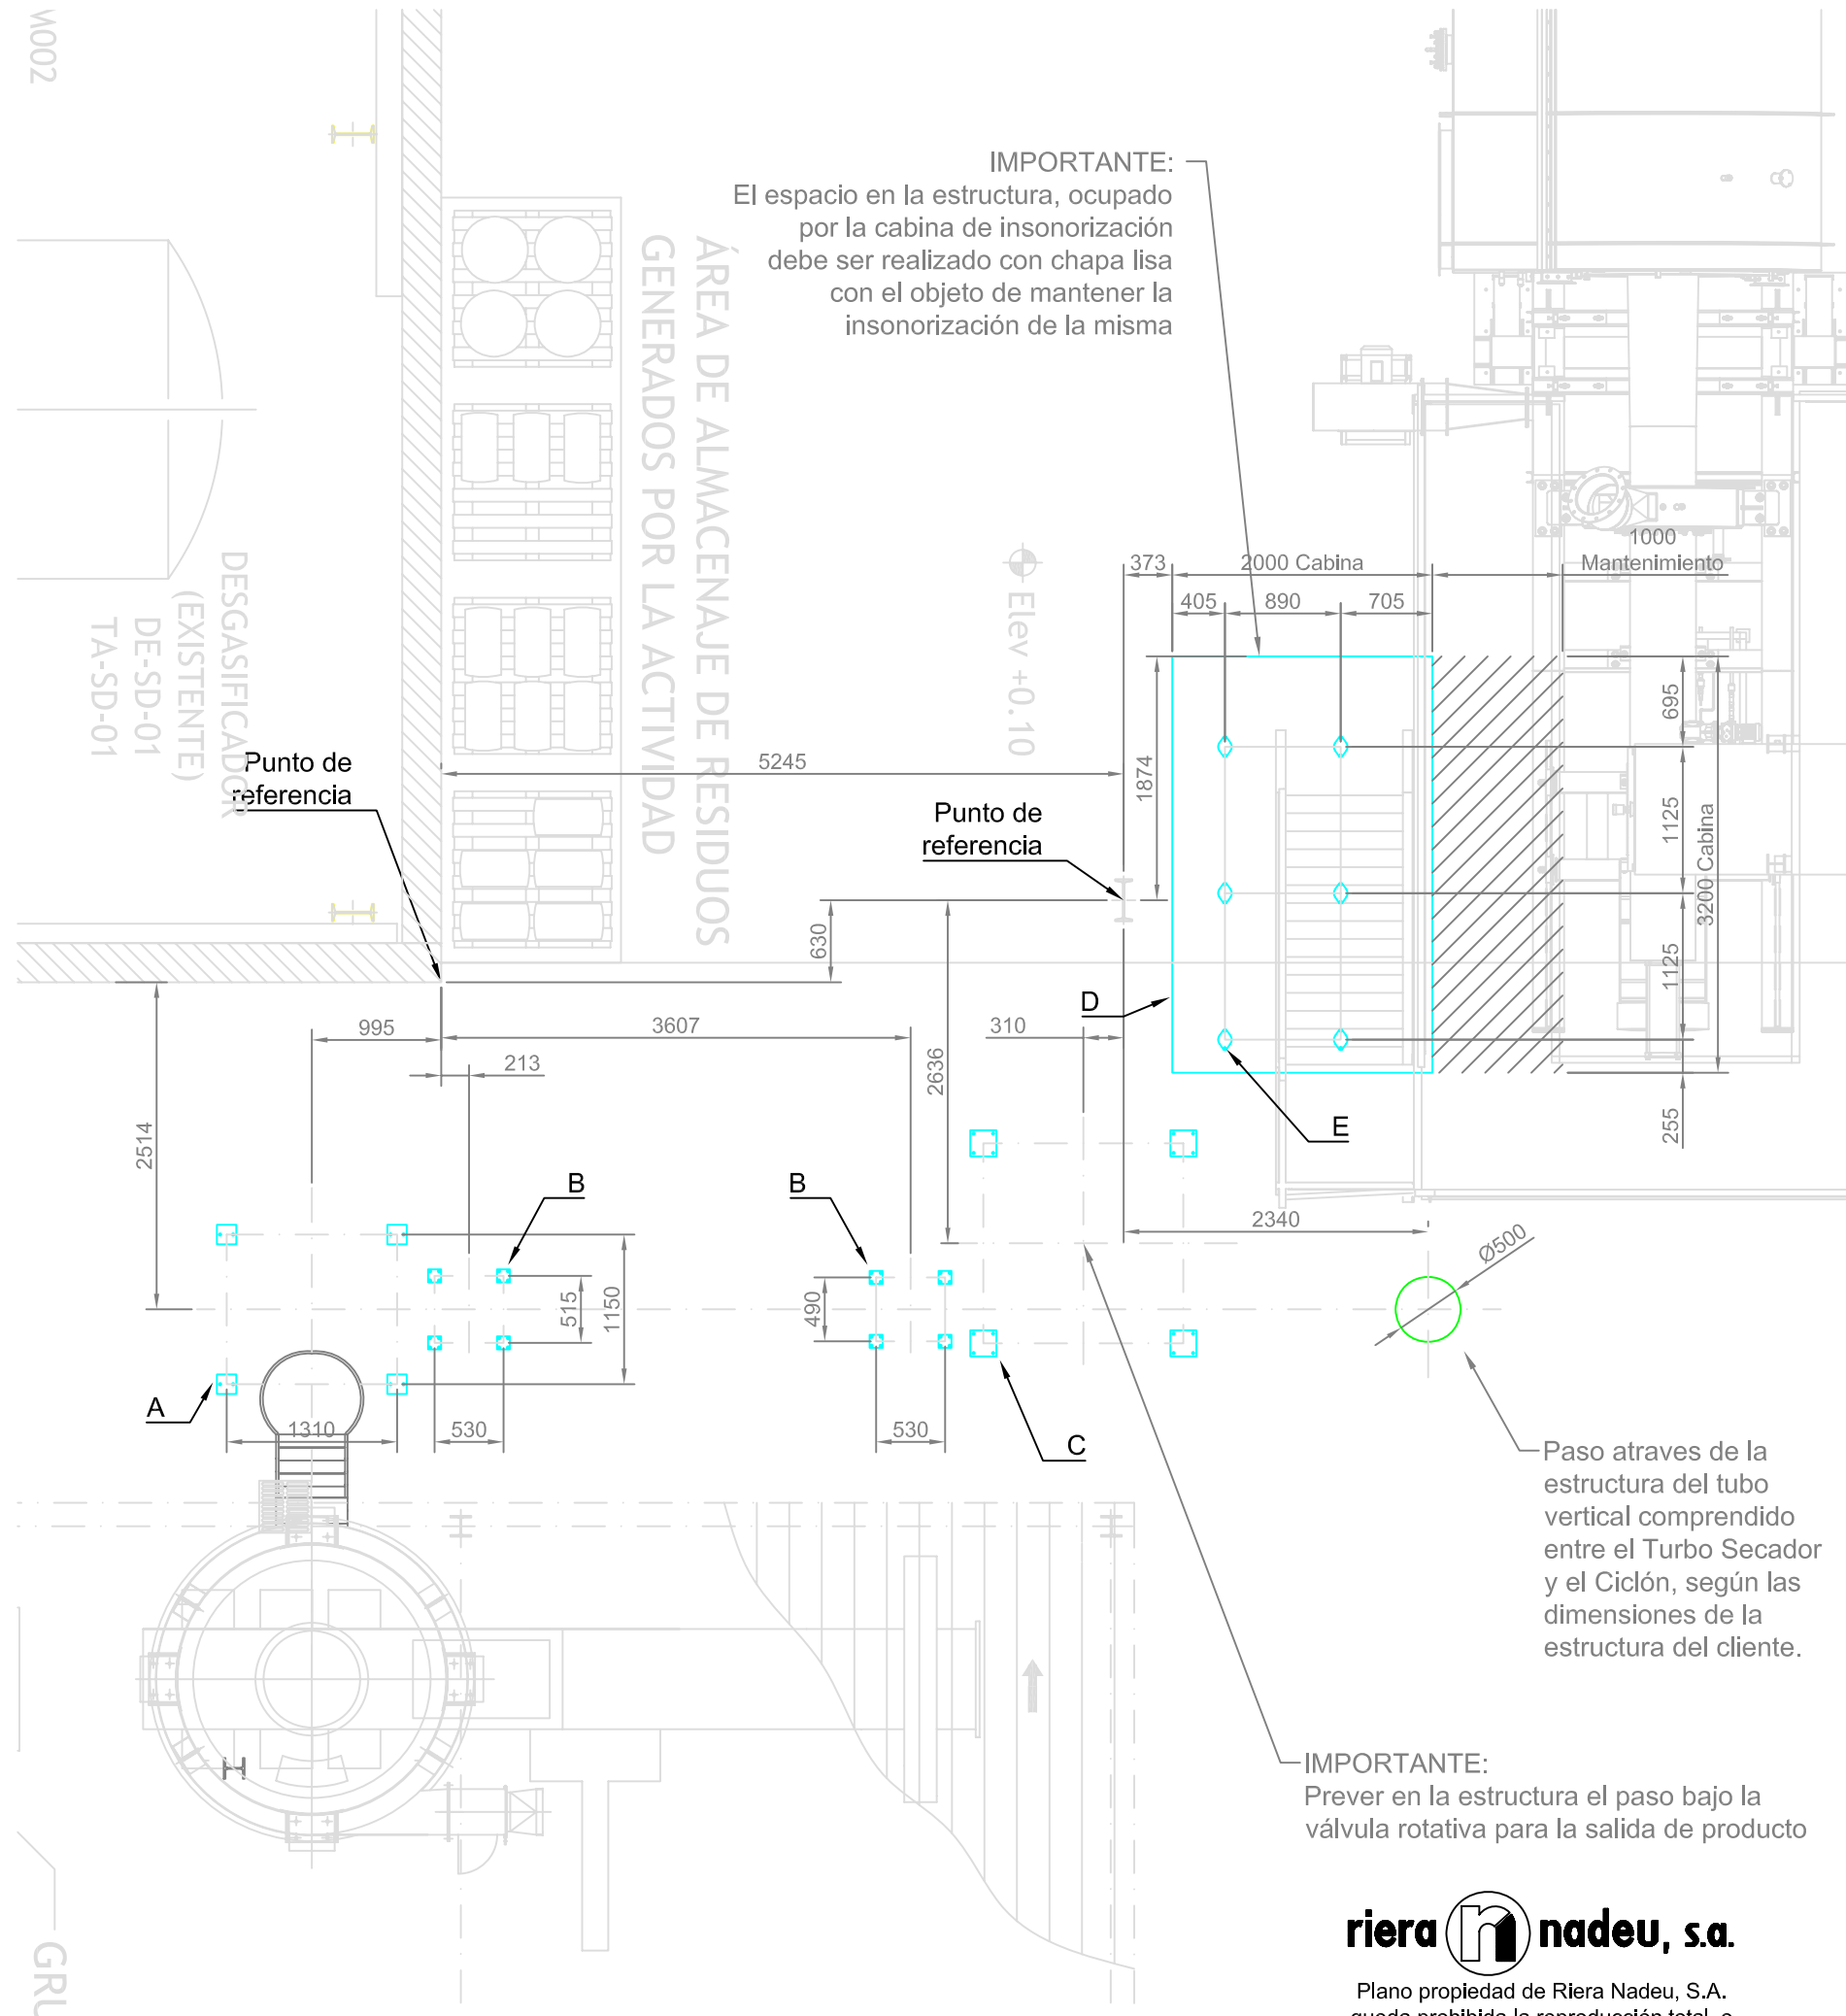 M002
IMPORTANTE:
El espacio en la estructura, ocupado
por la cabina de insonorización
debe ser realizado con chapa lisa
con el objeto de mantener la
insonorización de la misma
ÁREA DE ALMACENAJE DE RESIDUOS
GENERADOS POR LA ACTIVIDAD
DESGASIFICADOR
(EXISTENTE)
DE-SD-01
TA-SD-01
Elev +0.10
373
2000 Cabina
1000
Mantenimiento
405
890
705
695
1125
3200 Cabina
1125
255
1874
5245
Punto de
referencia
Punto de
referencia
630
2636
D
E
995
3607
310
213
2514
B
B
2340
Ø500
515
1150
490
A
1310
530
530
C
Paso atraves de la
estructura del tubo
vertical comprendido
entre el Turbo Secador
y el Ciclón, según las
dimensiones de la
estructura del cliente.
IMPORTANTE:
Prever en la estructura el paso bajo la
válvula rotativa para la salida de producto
GRU
riera n nadeu, s.a.
Plano propiedad de Riera Nadeu, S.A.
queda prohibida la reproducción total, o